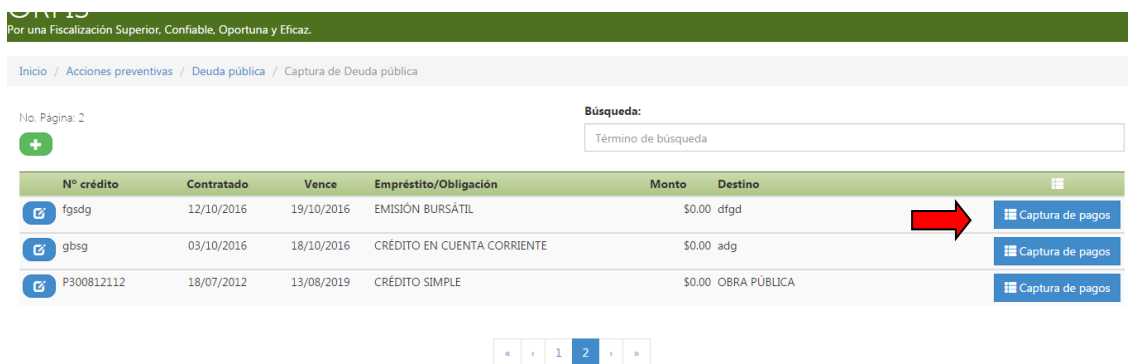 ORFIS
Por una Fiscalización Superior, Confiable, Oportuna y Eficaz.
Inicio / Acciones preventivas / Deuda pública / Captura de Deuda pública
No. Página: 2
Búsqueda:
Término de búsqueda
Nº crédito Contratado Vence Empréstito/Obligación Monto Destino
fgsdg 12/10/2016 19/10/2016 EMISIÓN BURSÁTIL $0.00 dfgd Captura de pagos
gbsg 03/10/2016 18/10/2016 CRÉDITO EN CUENTA CORRIENTE $0.00 adg Captura de pagos
P300812112 18/07/2012 13/08/2019 CRÉDITO SIMPLE $0.00 OBRA PÚBLICA Captura de pagos
« ‹ 1 2 › »